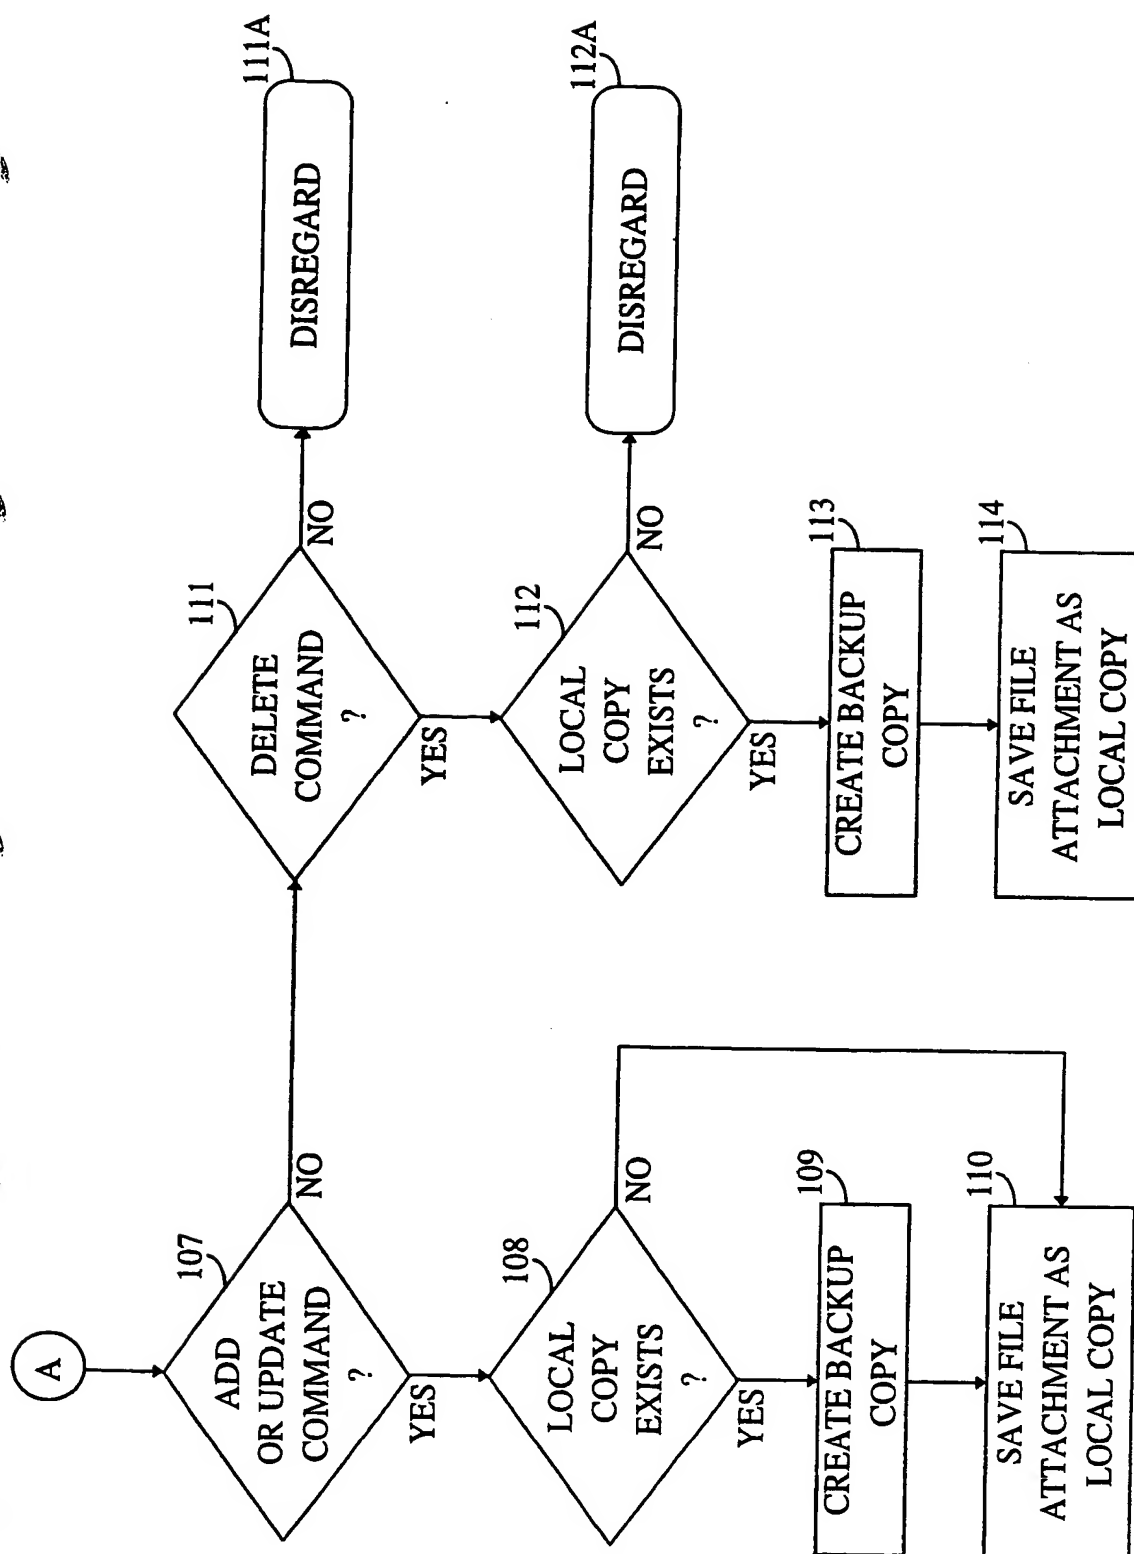 A
107
ADD
OR UPDATE
COMMAND
?
NO
YES
108
LOCAL
COPY
EXISTS
?
NO
YES
109
CREATE BACKUP
COPY
110
SAVE FILE
ATTACHMENT AS
LOCAL COPY
111
DELETE
COMMAND
?
NO
YES
111A
DISREGARD
112
LOCAL
COPY
EXISTS
?
NO
YES
112A
DISREGARD
113
CREATE BACKUP
COPY
114
SAVE FILE
ATTACHMENT AS
LOCAL COPY